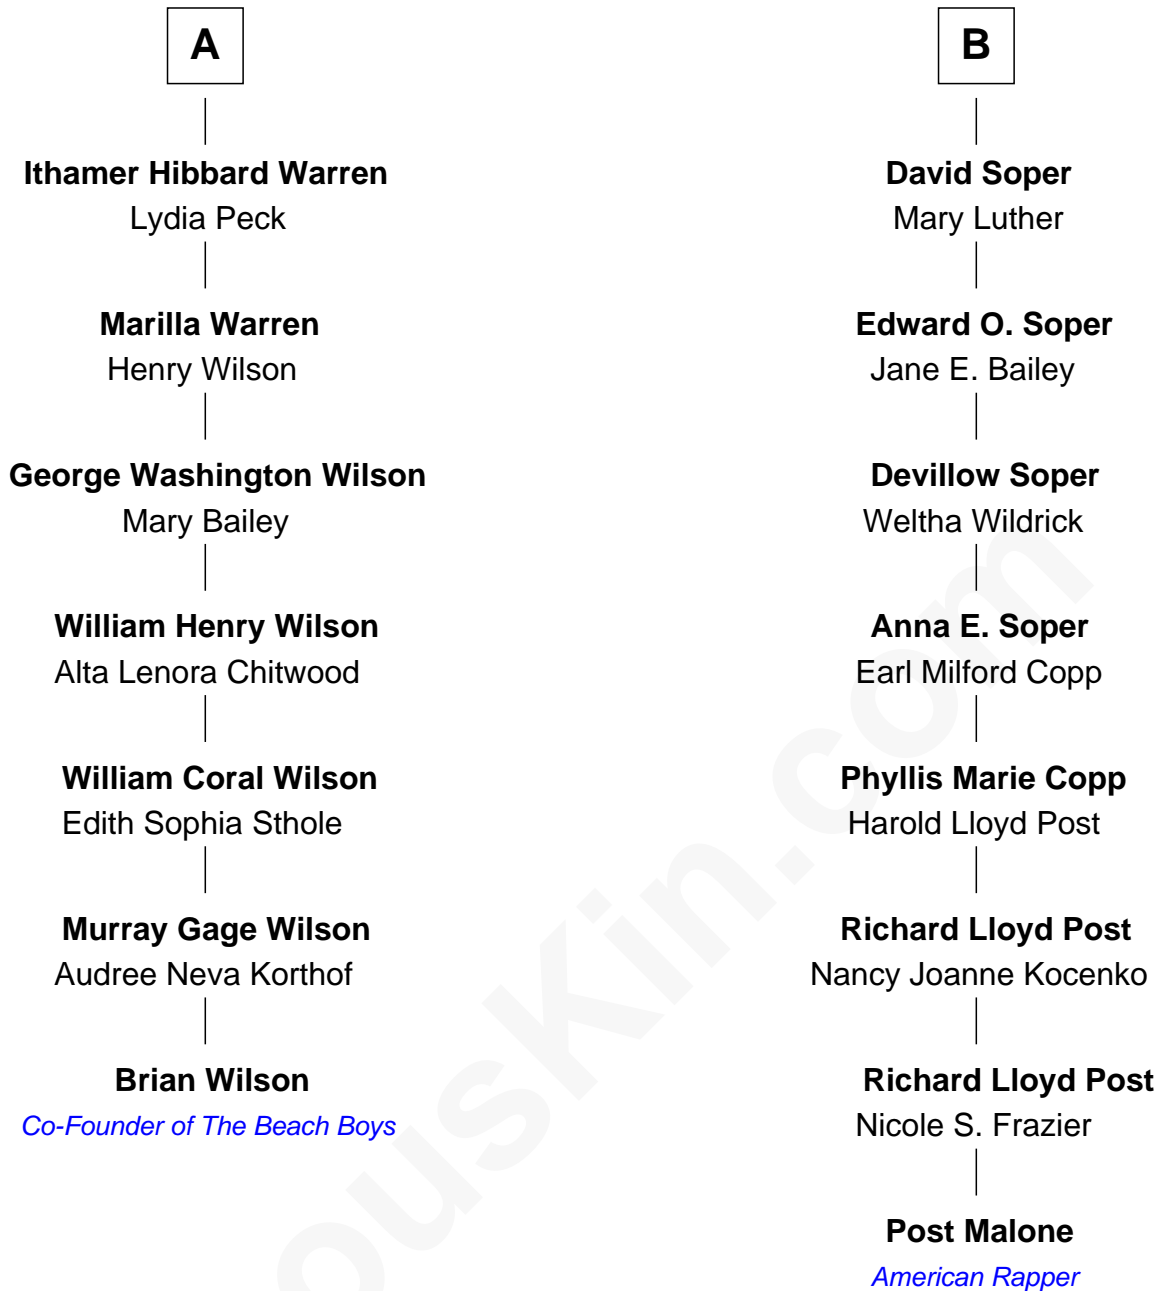 A
Ithamer Hibbard Warren
Lydia Peck
Marilla Warren
Henry Wilson
George Washington Wilson
Mary Bailey
William Henry Wilson
Alta Lenora Chitwood
William Coral Wilson
Edith Sophia Sthole
Murray Gage Wilson
Audree Neva Korthof
Brian Wilson
Co-Founder of The Beach Boys
B
David Soper
Mary Luther
Edward O. Soper
Jane E. Bailey
Devillow Soper
Weltha Wildrick
Anna E. Soper
Earl Milford Copp
Phyllis Marie Copp
Harold Lloyd Post
Richard Lloyd Post
Nancy Joanne Kocenko
Richard Lloyd Post
Nicole S. Frazier
Post Malone
American Rapper
ousKin.com